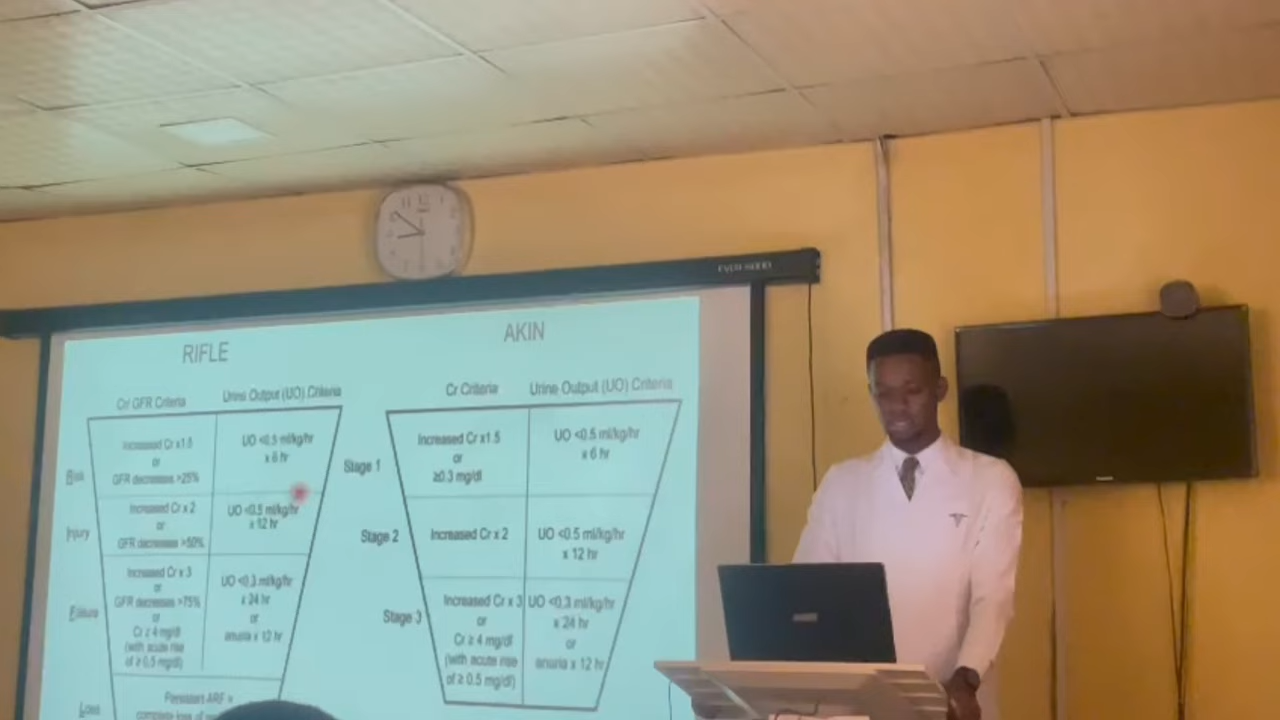 RIFLE
AKIN
Cr/ GFR Criteria
Urine Output (UO) Criteria
Cr Criteria
Urine Output (UO) Criteria
Risk
Increased Cr x1.5
or
GFR decreases >25%
UO <0.5 ml/kg/hr
x 6 hr
Stage 1
Increased Cr x1.5
or
≥0.3 mg/dl
UO <0.5 ml/kg/hr
x 6 hr
Injury
Increased Cr x 2
or
GFR decreases >50%
UO <0.5 ml/kg/hr
x 12 hr
Stage 2
Increased Cr x 2
UO <0.5 ml/kg/hr
x 12 hr
Failure
Increased Cr x 3
or
GFR decreases >75%
or
Cr ≥ 4 mg/dl
(with acute rise
of ≥ 0.5 mg/dl)
UO <0.3 ml/kg/hr
x 24 hr
or
anuria x 12 hr
Stage 3
Increased Cr x 3
or
Cr ≥ 4 mg/dl
(with acute rise
of ≥ 0.5 mg/dl)
UO <0.3 ml/kg/hr
x 24 hr
or
anuria x 12 hr
Loss
Persistent ARF =
complete loss of